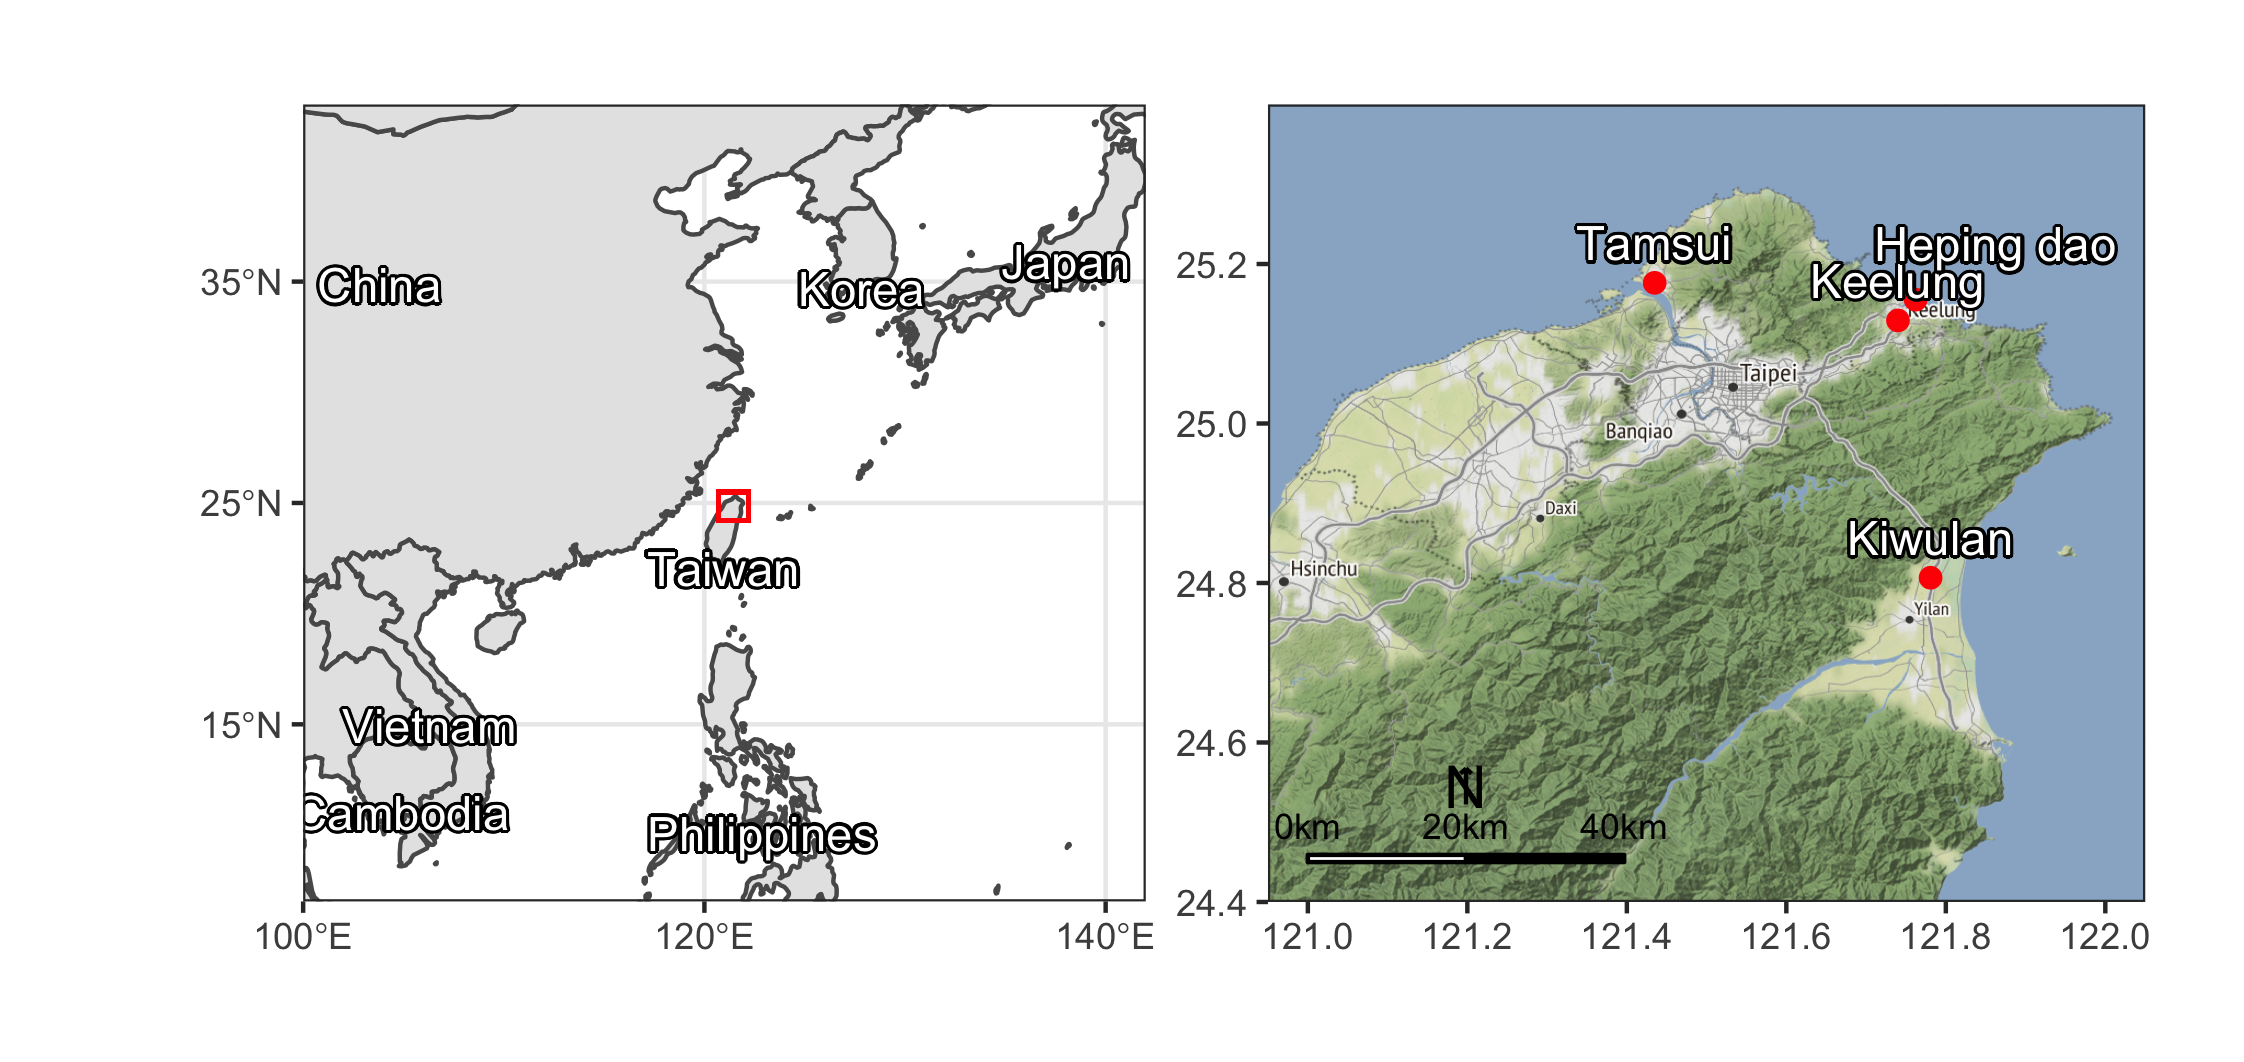 China
Korea
Japan
Taiwan
Vietnam
Cambodia
Philippines
35°N
25°N
15°N
100°E
120°E
140°E
Tamsui
Heping dao
Keelung
Keelung
Taipei
Banqiao
Daxi
Hsinchu
Kiwulan
Yilan
N
0km
20km
40km
25.2
25.0
24.8
24.6
24.4
121.0
121.2
121.4
121.6
121.8
122.0